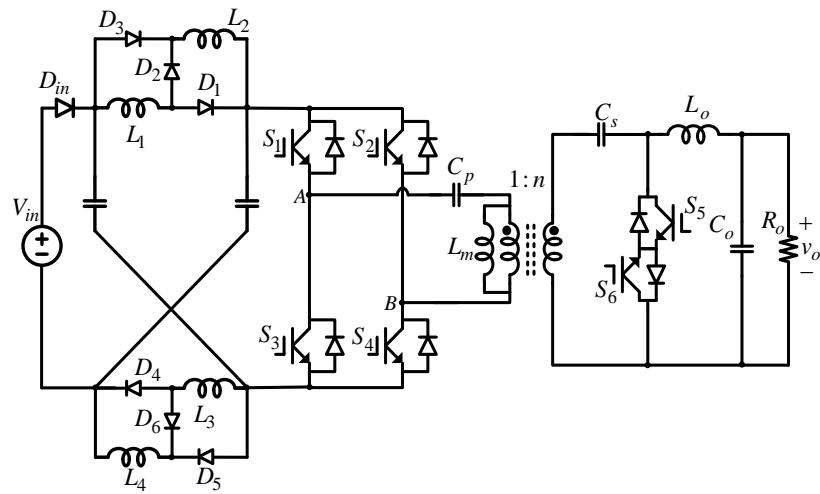 D3
L2
D2
Din
D1
L1
Vin
S1
S2
Cp
A
1:n
Lm
B
S3
S4
Cs
Lo
S5
S6
Co
Ro
+
vo
−
D4
L3
D6
L4
D5